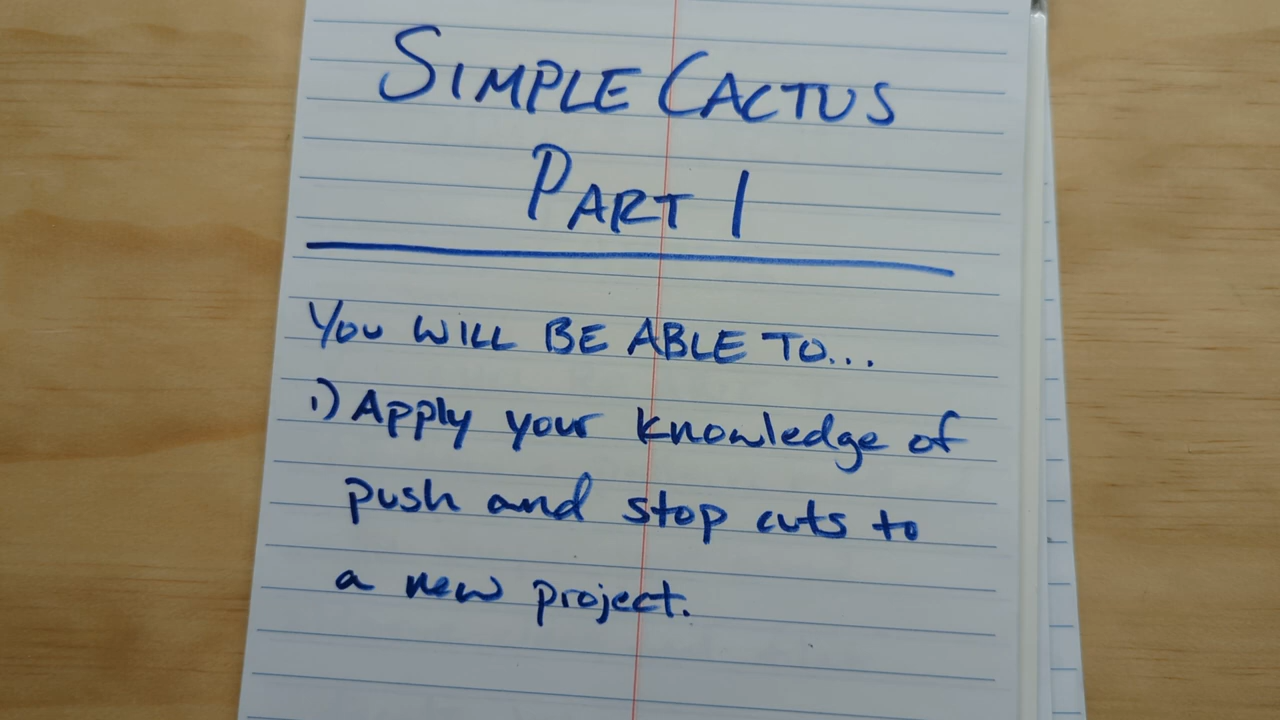 SIMPLE CACTUS
PART 1
YOU WILL BE ABLE TO...
1) Apply your knowledge of
push and stop cuts to
a new project.